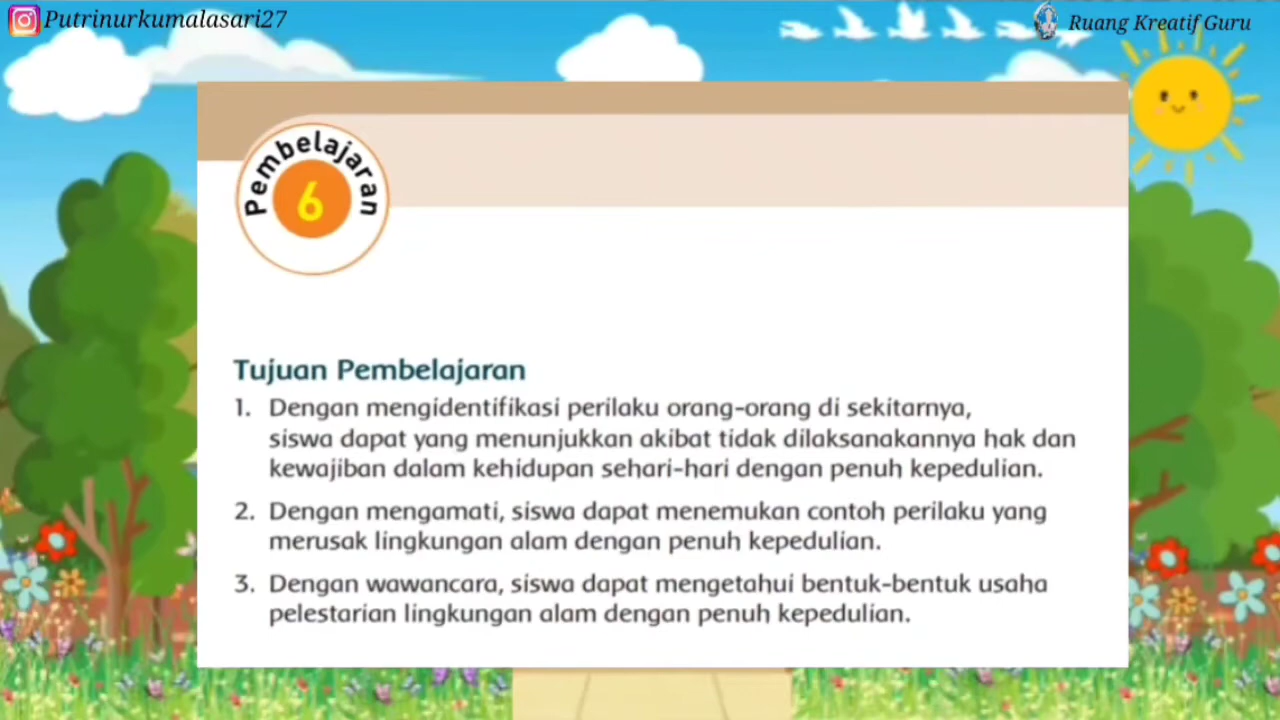 Putrinurkumalasari27
Ruang Kreatif Guru
Pembelajaran
6
Tujuan Pembelajaran
1. Dengan mengidentifikasi perilaku orang-orang di sekitarnya,
siswa dapat yang menunjukkan akibat tidak dilaksanakannya hak dan
kewajiban dalam kehidupan sehari-hari dengan penuh kepedulian.
2. Dengan mengamati, siswa dapat menemukan contoh perilaku yang
merusak lingkungan alam dengan penuh kepedulian.
3. Dengan wawancara, siswa dapat mengetahui bentuk-bentuk usaha
pelestarian lingkungan alam dengan penuh kepedulian.